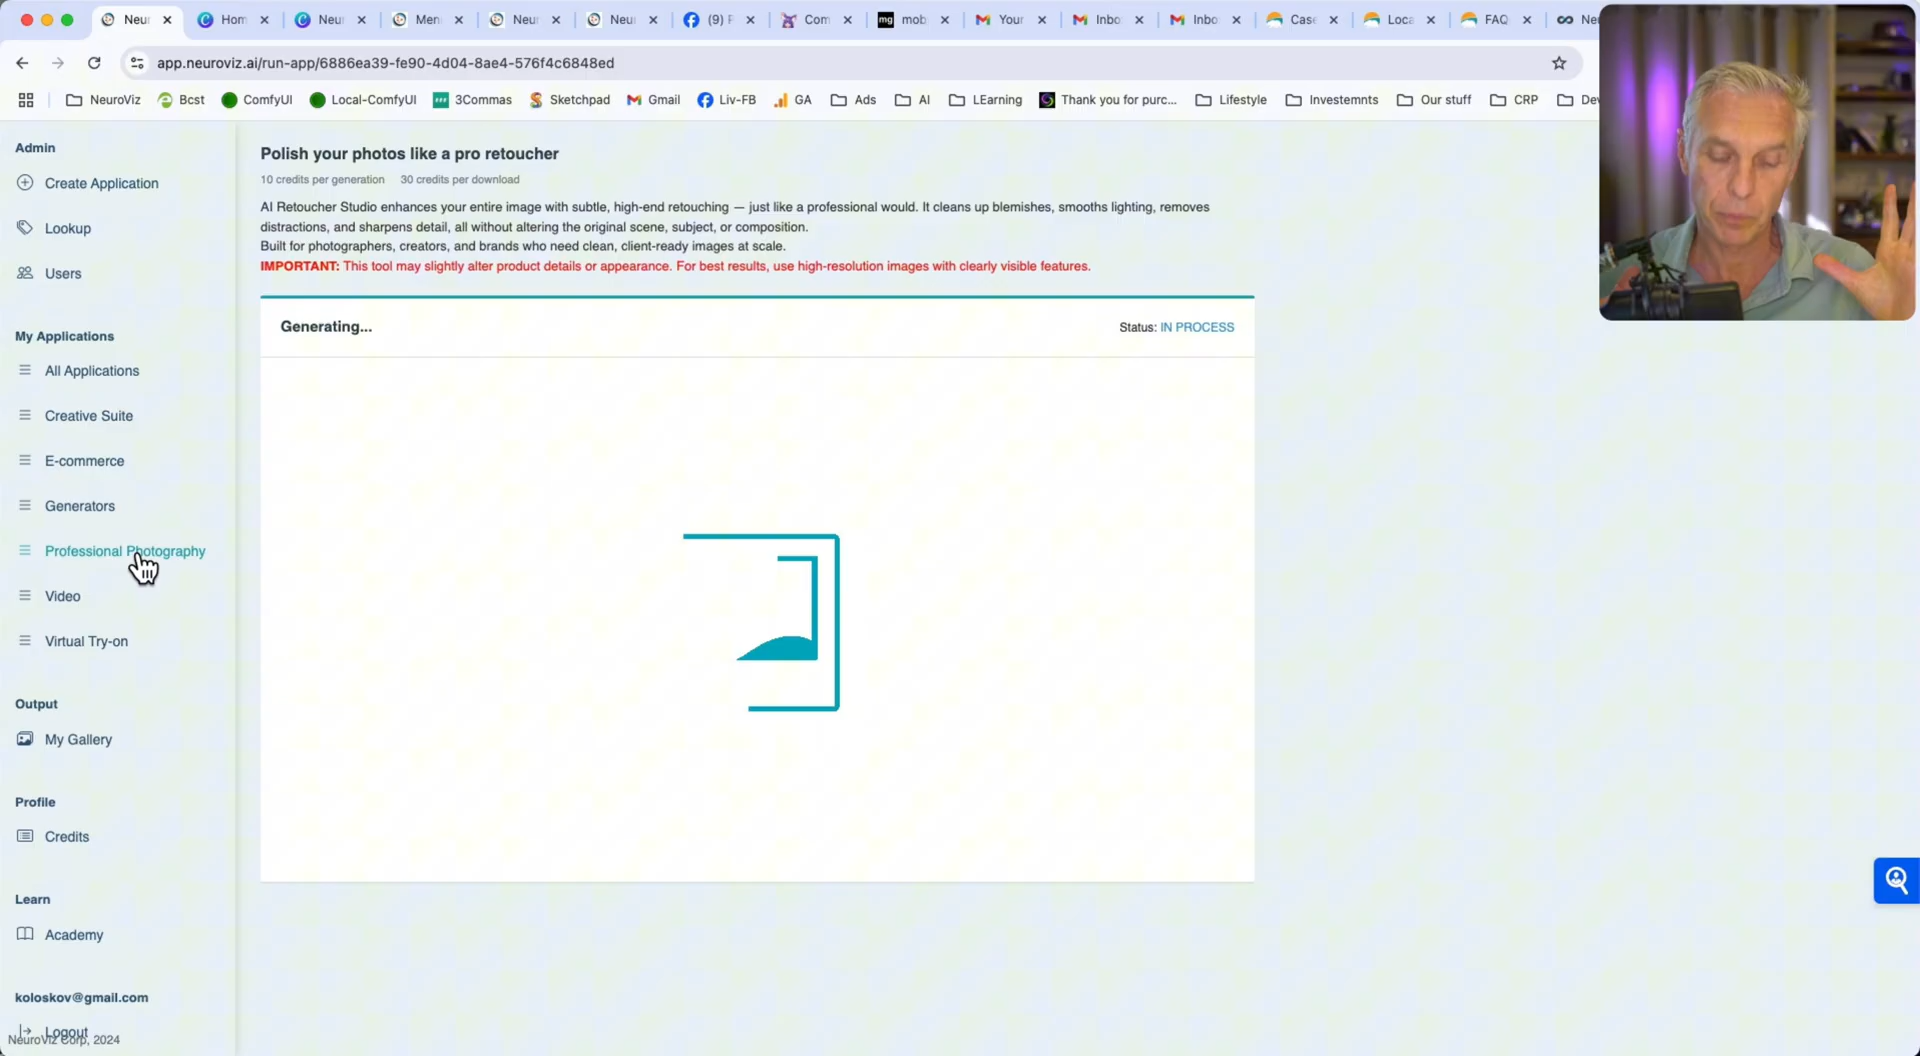 Neur
Hom
Neur
Men
Neur
Neu
(9) F
Com
mg mob
Your
Inbo
Inbo
Case
Loca
FAQ
Ne
app.neuroviz.ai/run-app/6886ea39-fe90-4d04-8ae4-576f4c6848ed
NeuroViz
Bcst
ComfyUI
Local-ComfyUI
3Commas
Sketchpad
Gmail
Liv-FB
GA
Ads
AI
LEarning
Thank you for purc...
Lifestyle
Investemnts
Our stuff
CRP
Dev
Admin
Create Application
Lookup
Users
My Applications
All Applications
Creative Suite
E-commerce
Generators
Professional Photography
Video
Virtual Try-on
Output
My Gallery
Profile
Credits
Learn
Academy
koloskov@gmail.com
Logout
NeuroViz Corp, 2024
Polish your photos like a pro retoucher
10 credits per generation 30 credits per download
AI Retoucher Studio enhances your entire image with subtle, high-end retouching — just like a professional would. It cleans up blemishes, smooths lighting, removes
distractions, and sharpens detail, all without altering the original scene, subject, or composition.
Built for photographers, creators, and brands who need clean, client-ready images at scale.
IMPORTANT: This tool may slightly alter product details or appearance. For best results, use high-resolution images with clearly visible features.
Generating...
Status: IN PROCESS